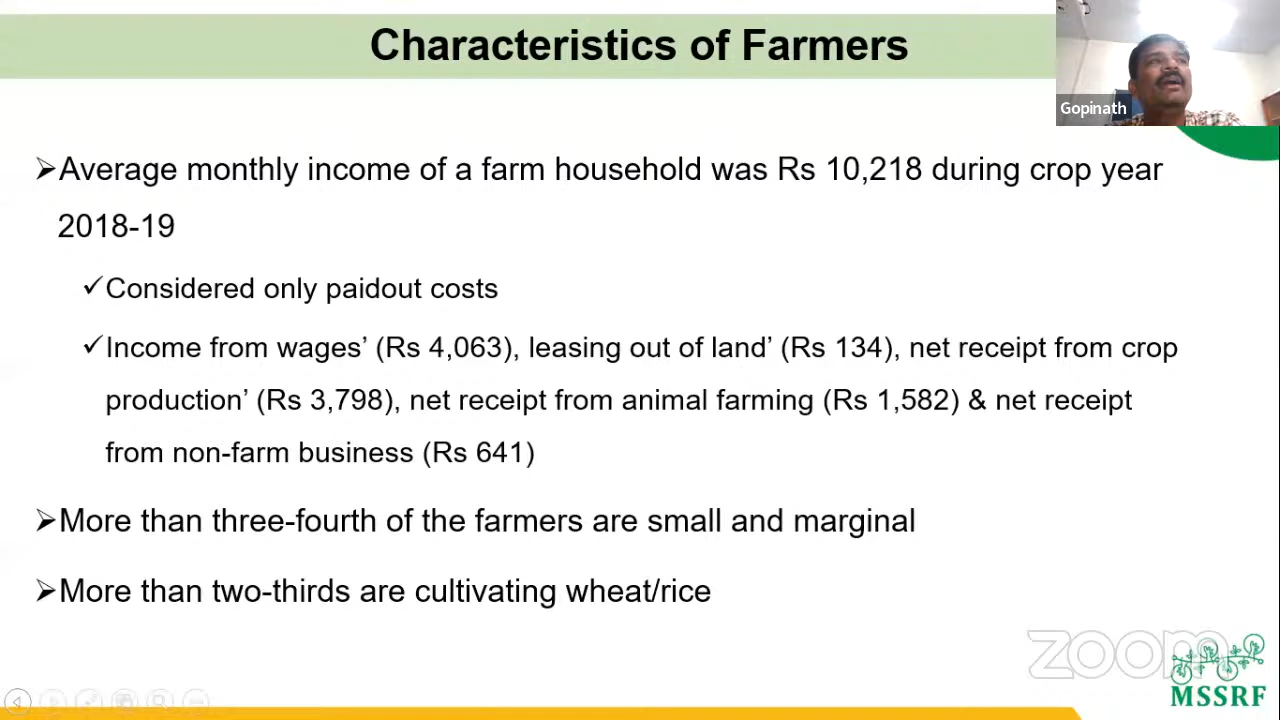 Characteristics of Farmers
Gopinath
➢Average monthly income of a farm household was Rs 10,218 during crop year
2018-19
✓Considered only paidout costs
✓Income from wages’ (Rs 4,063), leasing out of land’ (Rs 134), net receipt from crop
production’ (Rs 3,798), net receipt from animal farming (Rs 1,582) & net receipt
from non-farm business (Rs 641)
➢More than three-fourth of the farmers are small and marginal
➢More than two-thirds are cultivating wheat/rice
zoom
MSSRF